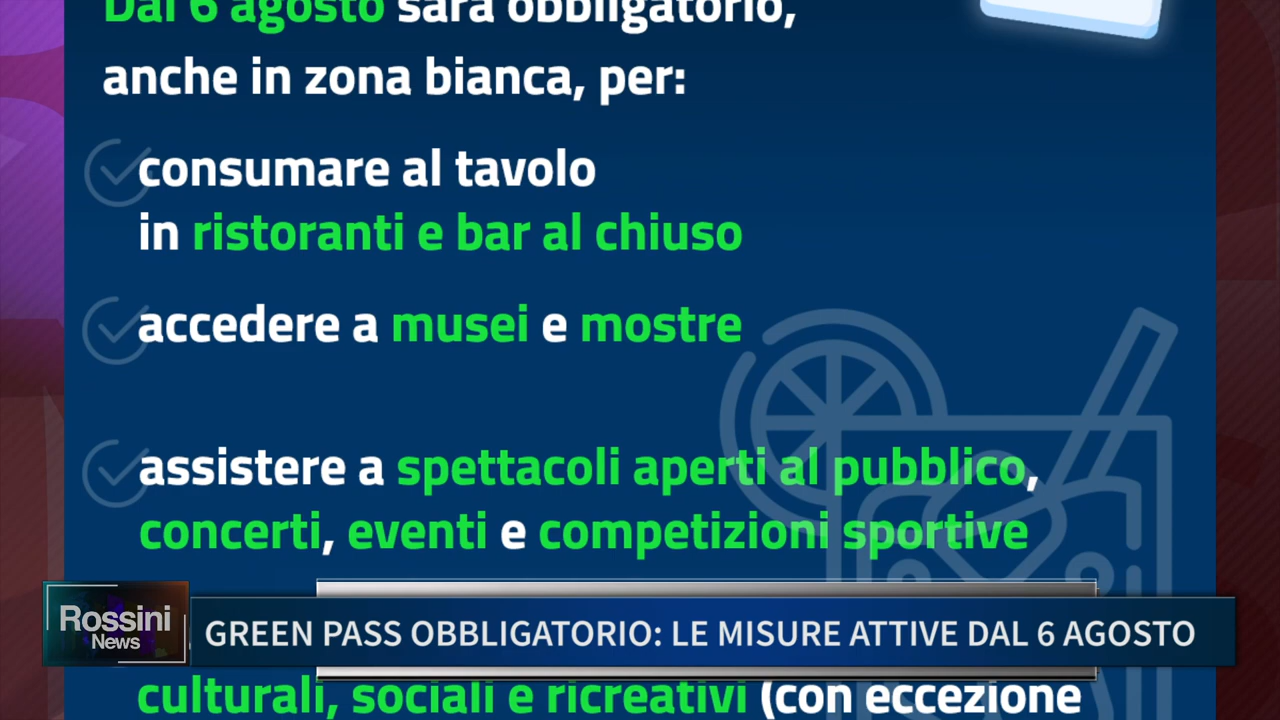 Dal 6 agosto sarà obbligatorio,
anche in zona bianca, per:
consumare al tavolo
in ristoranti e bar al chiuso
accedere a musei e mostre
assistere a spettacoli aperti al pubblico,
concerti, eventi e competizioni sportive
Rossini
News
GREEN PASS OBBLIGATORIO: LE MISURE ATTIVE DAL 6 AGOSTO
culturali, sociali e ricreativi (con eccezione